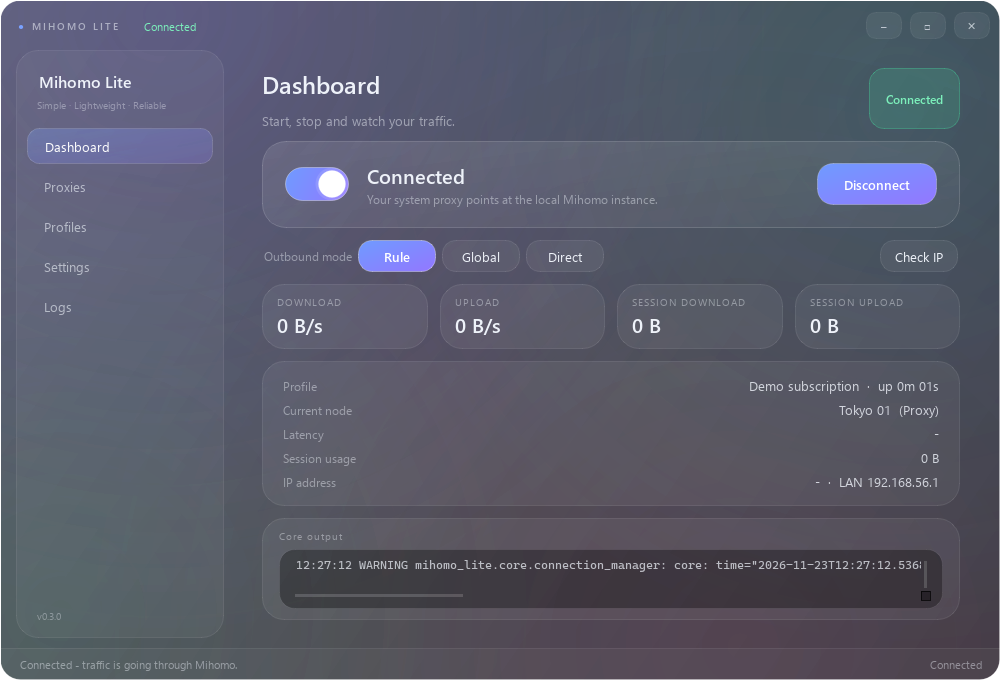 MIHOMO LITE
Connected
Mihomo Lite
Simple · Lightweight · Reliable
Dashboard
Proxies
Profiles
Settings
Logs
v0.3.0
Dashboard
Start, stop and watch your traffic.
Connected
Connected
Your system proxy points at the local Mihomo instance.
Disconnect
Outbound mode
Rule
Global
Direct
Check IP
DOWNLOAD
0 B/s
UPLOAD
0 B/s
SESSION DOWNLOAD
0 B
SESSION UPLOAD
0 B
Profile
Demo subscription · up 0m 01s
Current node
Tokyo 01 (Proxy)
Latency
-
Session usage
0 B
IP address
- · LAN 192.168.56.1
Core output
12:27:12 WARNING mihomo_lite.core.connection_manager: core: time="2026-11-23T12:27:12.536
Connected - traffic is going through Mihomo.
Connected